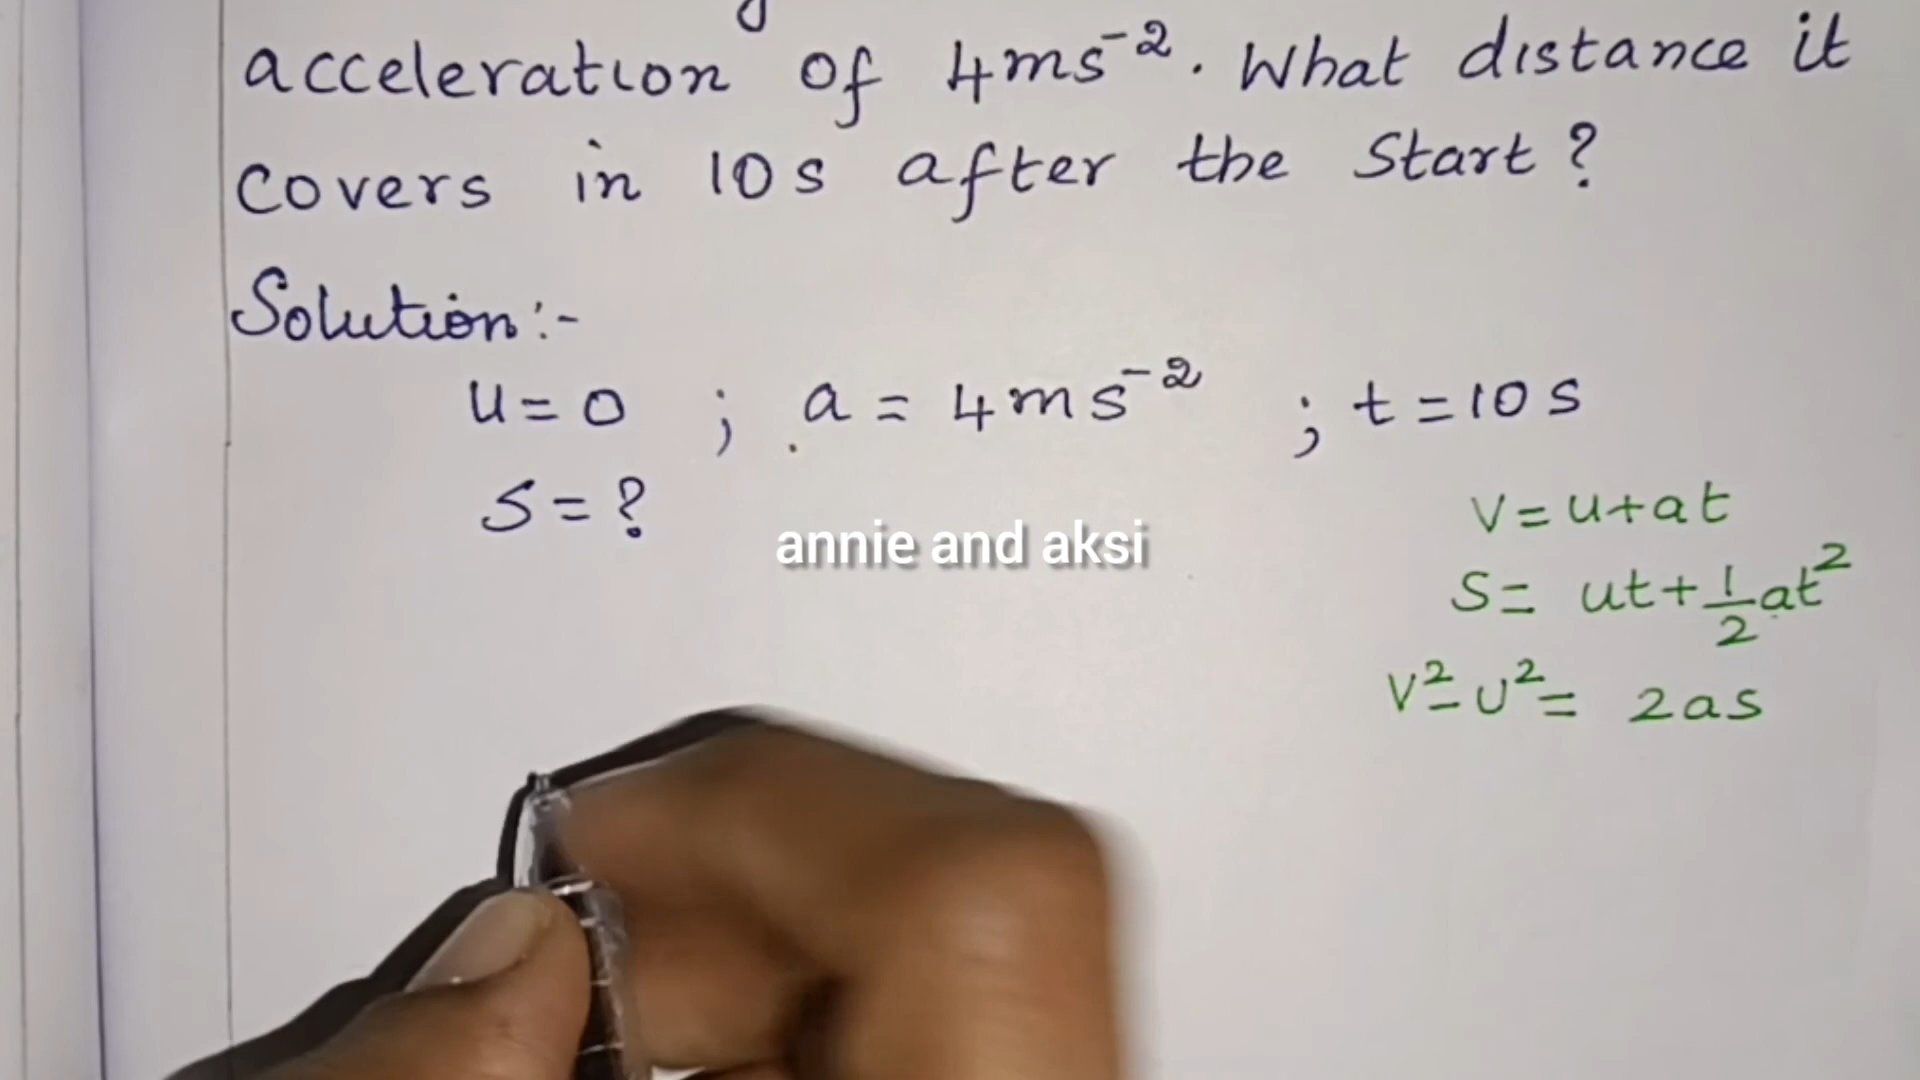 acceleration of 4ms⁻². What distance it
covers in 10s after the Start?
Solution:-
u=0 ; a = 4ms⁻² ; t=10s
S=?
annie and aksi
V=u+at
S= ut+1/2at²
V²-u²= 2as